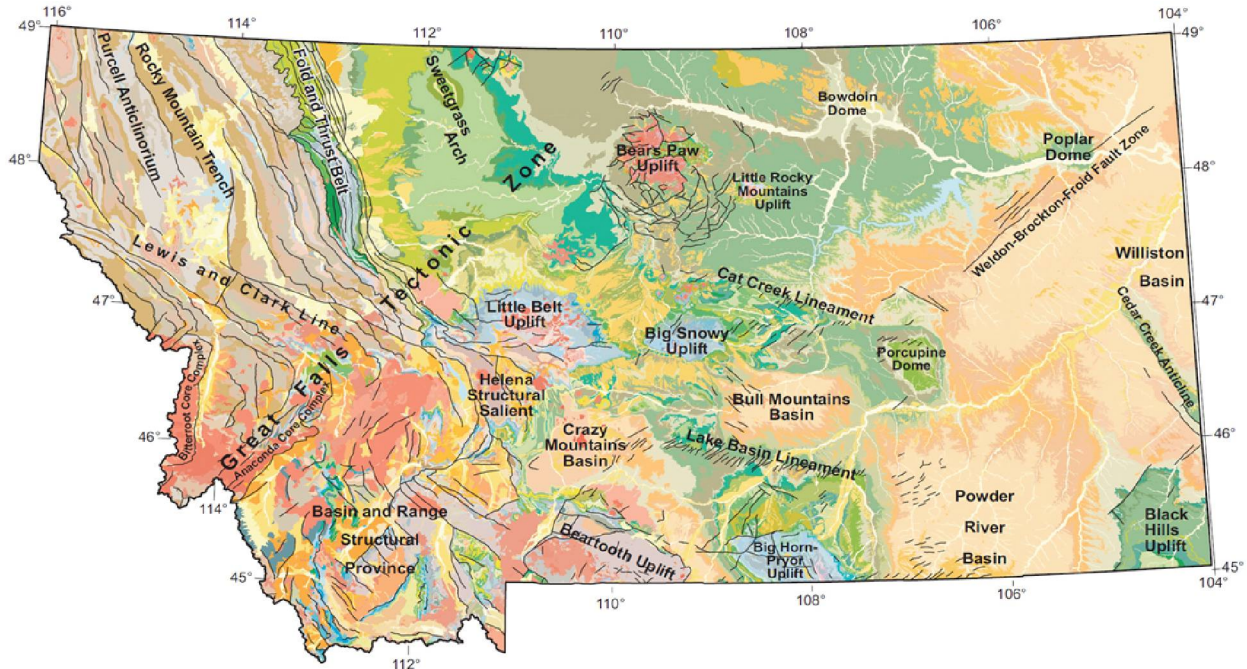 116°
114°
112°
110°
108°
106°
104°
49°
49°
Purcell Anticlinorium
Rocky Mountain Trench
Fold and Thrust Belt
Sweetgrass
Arch
Bowdoin
Dome
Poplar
Dome
48°
48°
Bears Paw
Uplift
Little Rocky
Mountains
Uplift
Weldon-Brockton-Froid Fault Zone
Great Falls Tectonic Zone
Lewis and Clark Line
Williston
Basin
47°
47°
Cat Creek Lineament
Little Belt
Uplift
Big Snowy
Uplift
Porcupine
Dome
Cedar Creek Anticline
Bitterroot Core Complex
Anaconda Core Complex
Helena
Structural
Salient
Bull Mountains
Basin
46°
46°
Crazy
Mountains
Basin
Lake Basin Lineament
Powder
River
Basin
Black
Hills
Uplift
114°
Basin and Range
Structural
Province
Beartooth Uplift
Big Horn-
Pryor
Uplift
45°
45°
104°
110°
108°
106°
112°